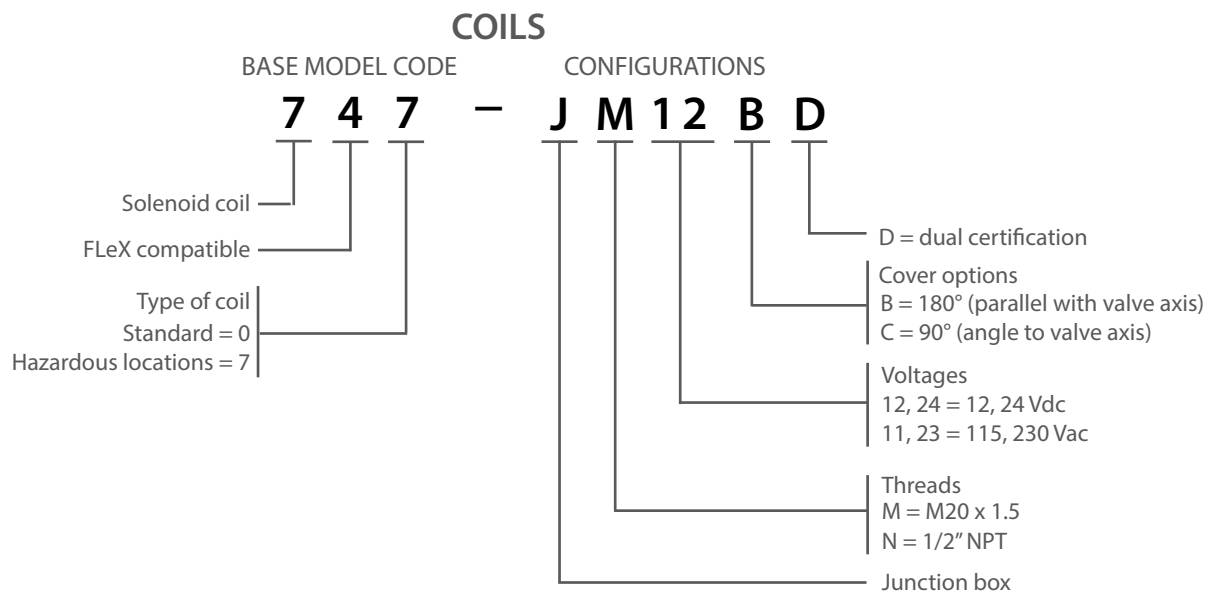 COILS
BASE MODEL CODE CONFIGURATIONS
7 4 7 – J M 12 B D
Solenoid coil
FLeX compatible
Type of coil
Standard = 0
Hazardous locations = 7
D = dual certification
Cover options
B = 180° (parallel with valve axis)
C = 90° (angle to valve axis)
Voltages
12, 24 = 12, 24 Vdc
11, 23 = 115, 230 Vac
Threads
M = M20 x 1.5
N = 1/2” NPT
Junction box